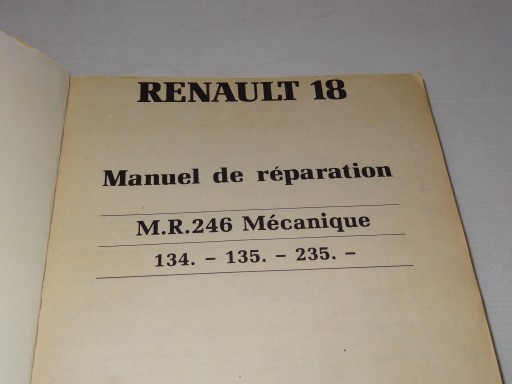 RENAULT 18
Manuel de réparation
M.R.246 Mécanique
134. – 135. – 235. –